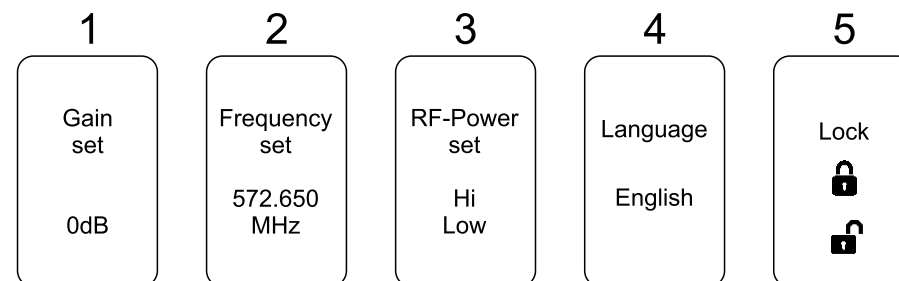 1
2
3
4
5
Gain
set
0dB
Frequency
set
572.650
MHz
RF-Power
set
Hi
Low
Language
English
Lock